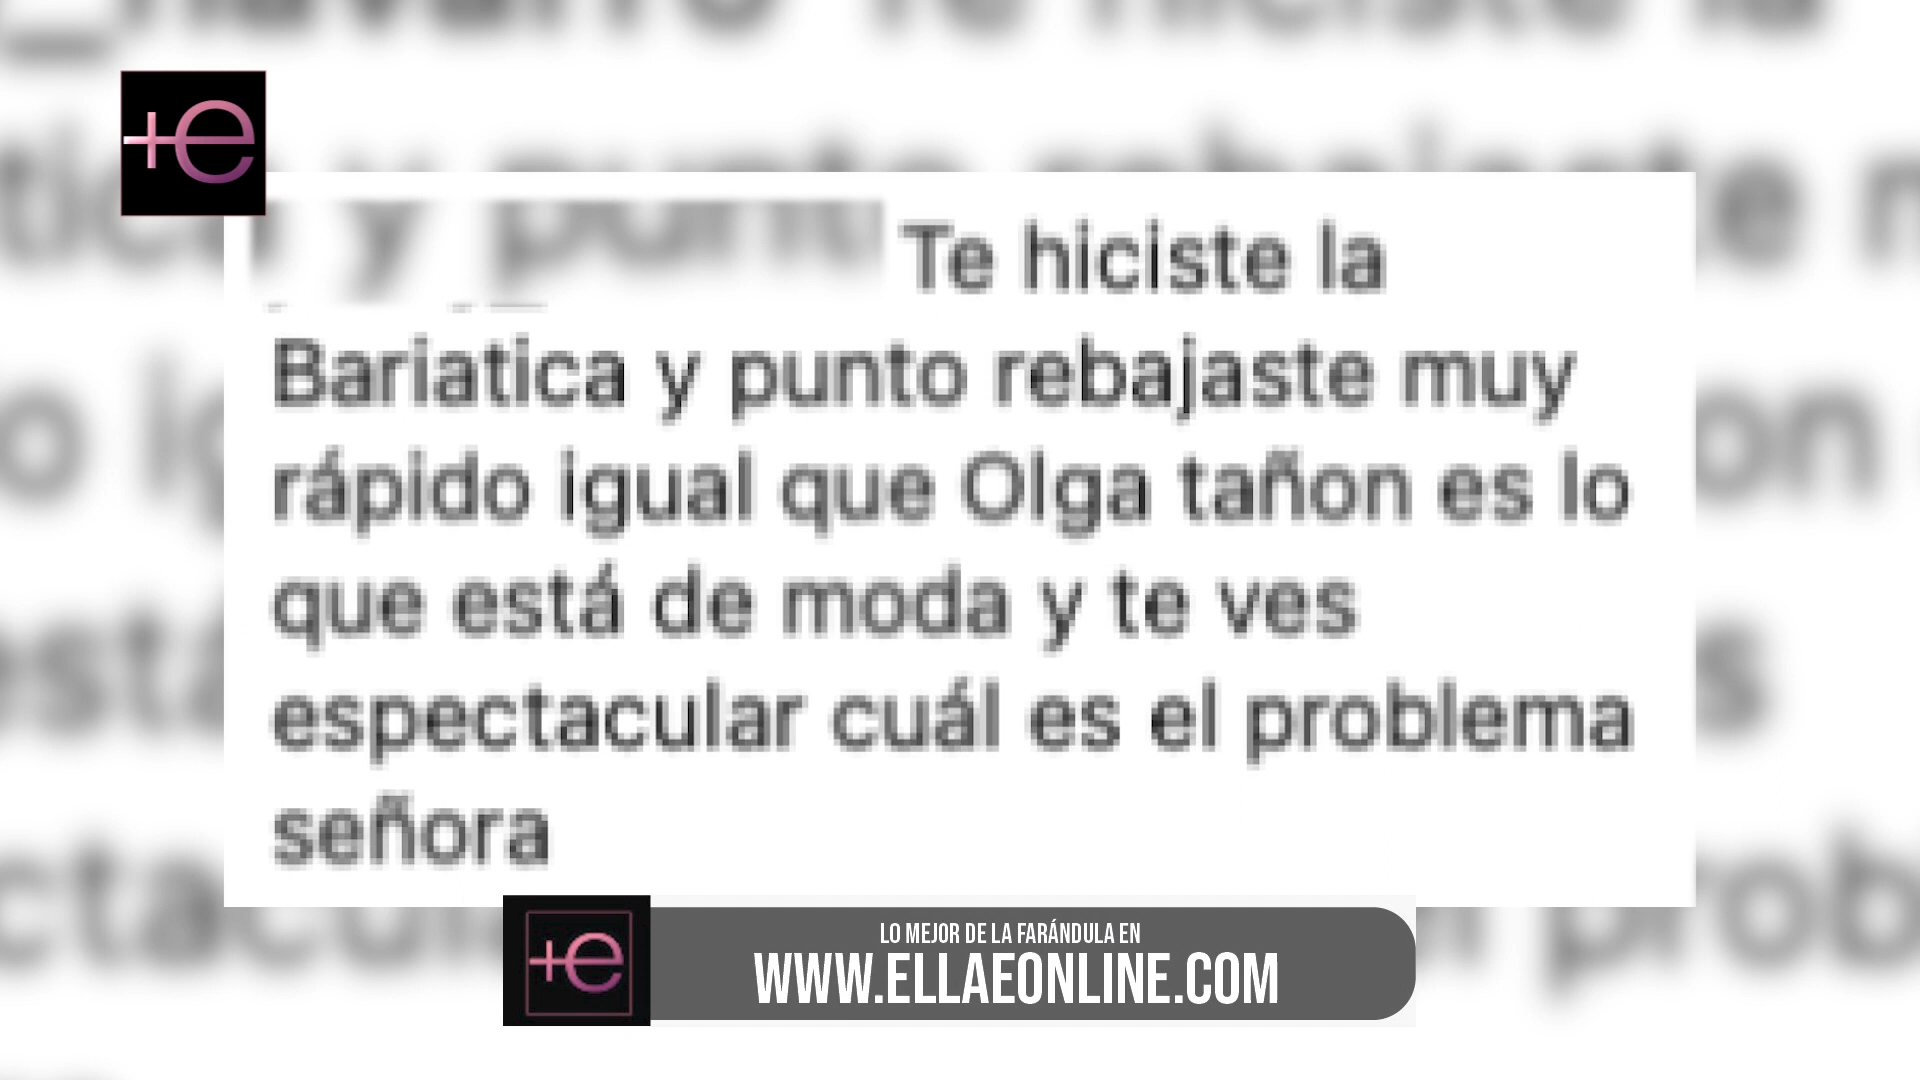 +e
Te hiciste la
Bariatica y punto rebajaste muy
rápido igual que Olga tañon es lo
que está de moda y te ves
espectacular cuál es el problema
señora
+e
LO MEJOR DE LA FARÁNDULA EN
WWW.ELLAEONLINE.COM